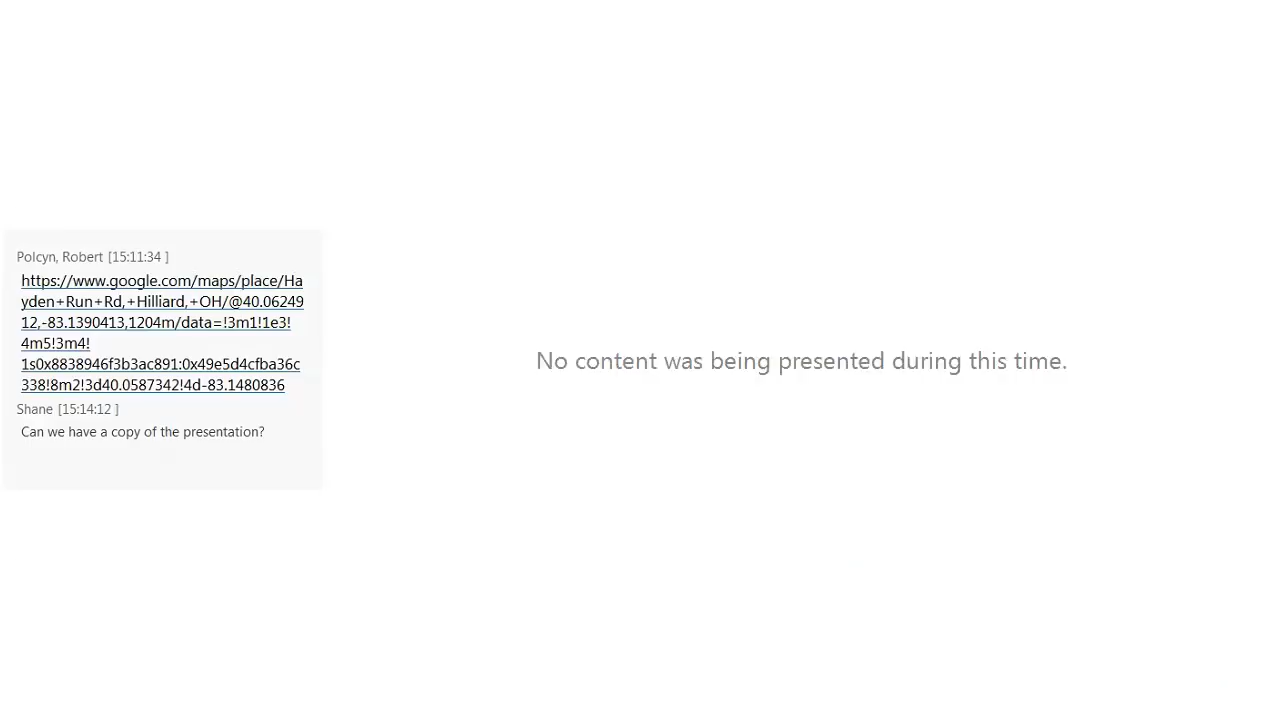 Polcyn, Robert [15:11:34 ]
https://www.google.com/maps/place/Ha
yden+Run+Rd,+Hilliard,+OH/@40.06249
12,-83.1390413,1204m/data=!3m1!1e3!
4m5!3m4!
1s0x8838946f3b3ac891:0x49e5d4cfba36c
338!8m2!3d40.0587342!4d-83.1480836
Shane [15:14:12 ]
Can we have a copy of the presentation?
No content was being presented during this time.